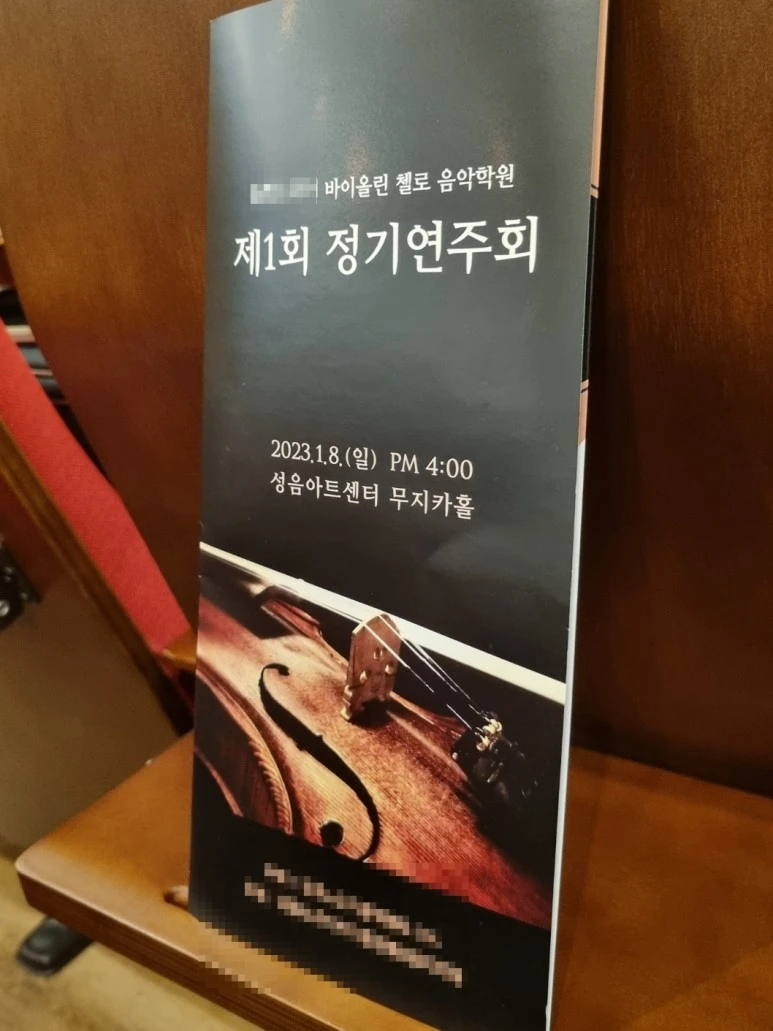 바이올린 첼로 음악학원
제1회 정기연주회
2023.1.8.(일) PM 4:00
성음아트센터 무지카홀